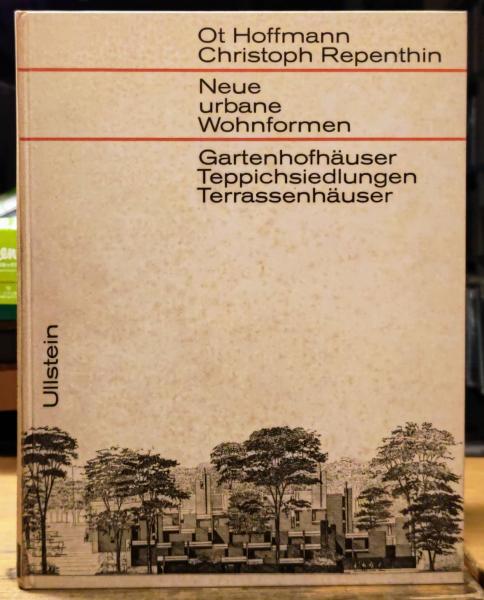 Ot Hoffmann
Christoph Repenthin
Neue
urbane
Wohnformen
Gartenhofhäuser
Teppichsiedlungen
Terrassenhäuser
Ullstein